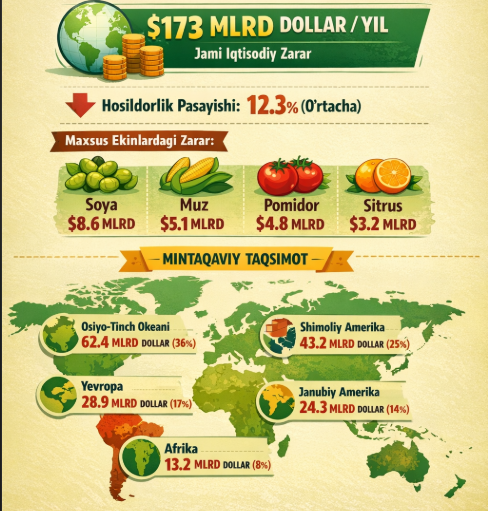 $173 MLRD DOLLAR / YIL
Jami Iqtisodiy Zarar
Hosildorlik Pasayishi: 12.3% (O'rtacha)
Maxsus Ekinlardagi Zarar:
Soya
$8.6 MLRD
Muz
$5.1 MLRD
Pomidor
$4.8 MLRD
Sitrus
$3.2 MLRD
MINTAQAVIY TAQSIMOT
Osiyo-Tinch Okeani
62.4 MLRD DOLLAR (36%)
Shimoliy Amerika
43.2 MLRD DOLLAR (25%)
Yevropa
28.9 MLRD DOLLAR (17%)
Janubiy Amerika
24.3 MLRD DOLLAR (14%)
Afrika
13.2 MLRD DOLLAR (8%)